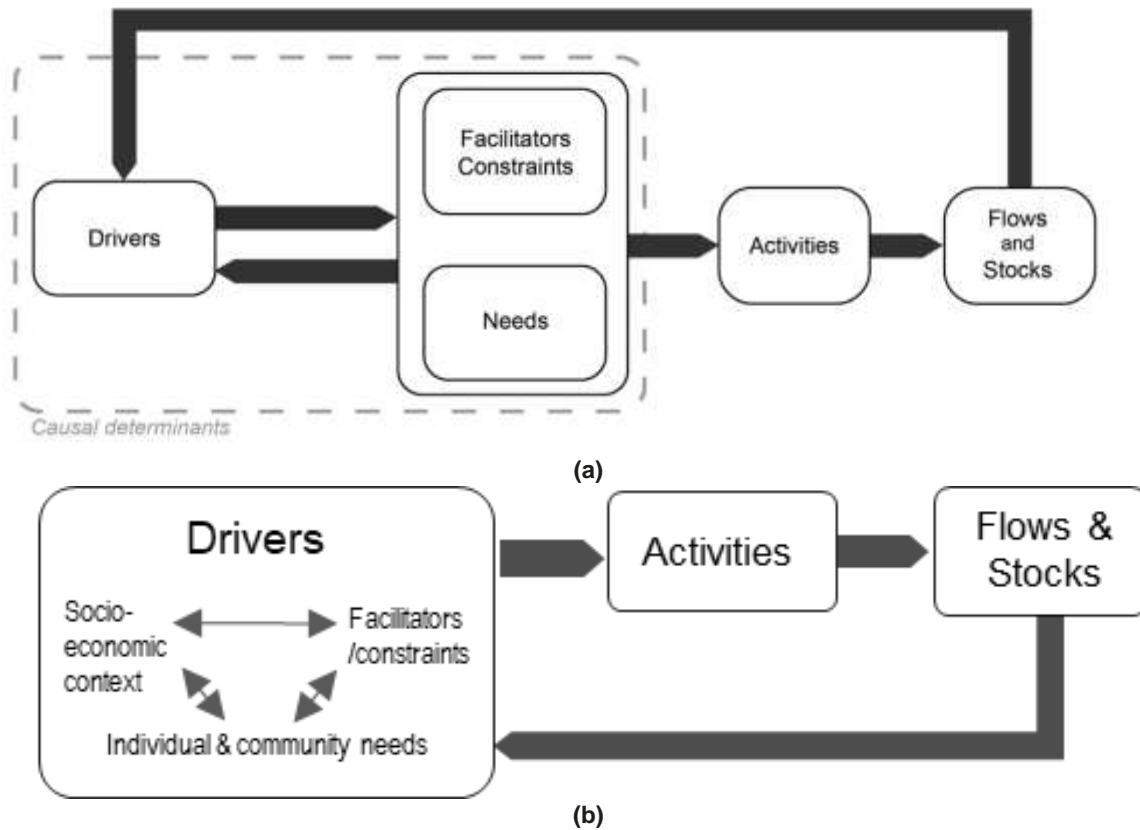 Facilitators
Constraints
Drivers
Needs
Activities
Flows
and
Stocks
Causal determinants
(a)
Drivers
Socio-
economic
context
Facilitators
/constraints
Individual & community needs
Activities
Flows &
Stocks
(b)